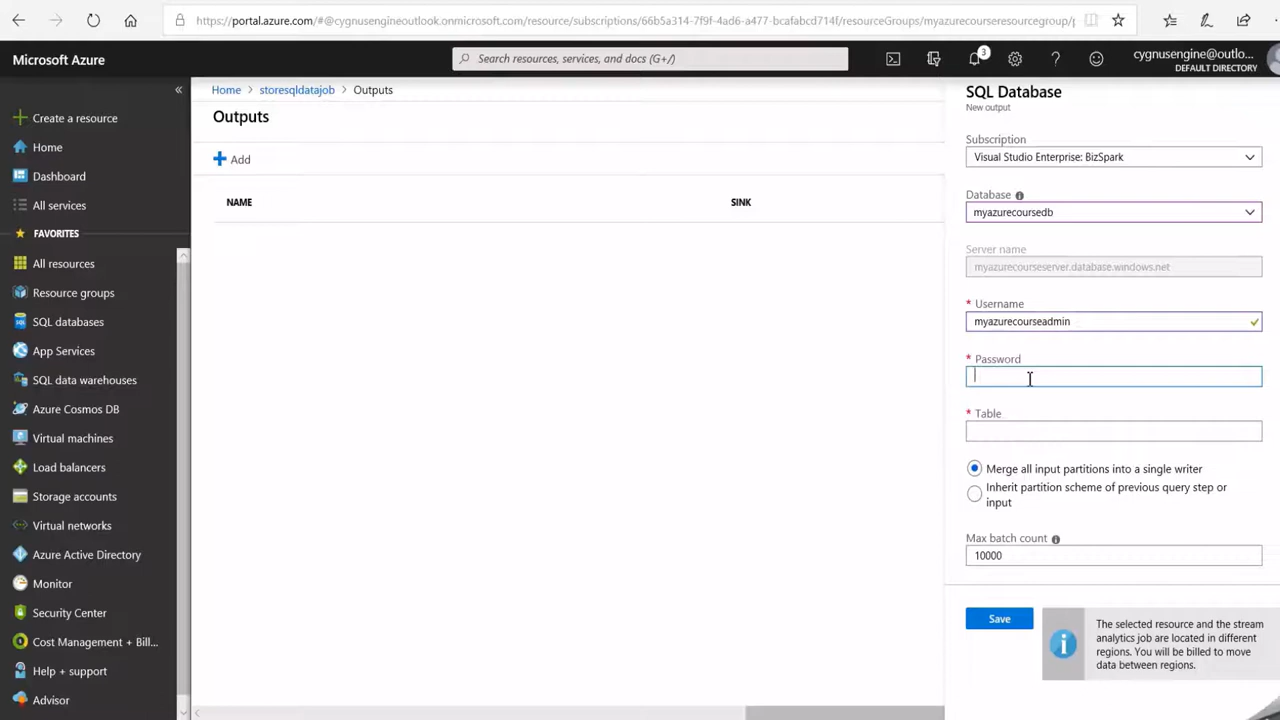 https://portal.azure.com/#@cygnusengineoutlook.onmicrosoft.com/resource/subscriptions/66b5a314-7f9f-4ad6-a477-bcafabcd714f/resourceGroups/myazurecourseresourcegroup/p
Microsoft Azure
Search resources, services, and docs (G+/)
3
cygnusengine@outlo...
DEFAULT DIRECTORY
Create a resource
Home
Dashboard
All services
FAVORITES
All resources
Resource groups
SQL databases
App Services
SQL data warehouses
Azure Cosmos DB
Virtual machines
Load balancers
Storage accounts
Virtual networks
Azure Active Directory
Monitor
Security Center
Cost Management + Bill...
Help + support
Advisor
Home > storesqldatajob > Outputs
Outputs
Add
NAME SINK
SQL Database
New output
Subscription
Visual Studio Enterprise: BizSpark
Database
myazurecoursedb
Server name
myazurecourseserver.database.windows.net
* Username
myazurecourseadmin
* Password
* Table
Merge all input partitions into a single writer
Inherit partition scheme of previous query step or
input
Max batch count
10000
Save
The selected resource and the stream
analytics job are located in different
regions. You will be billed to move
data between regions.